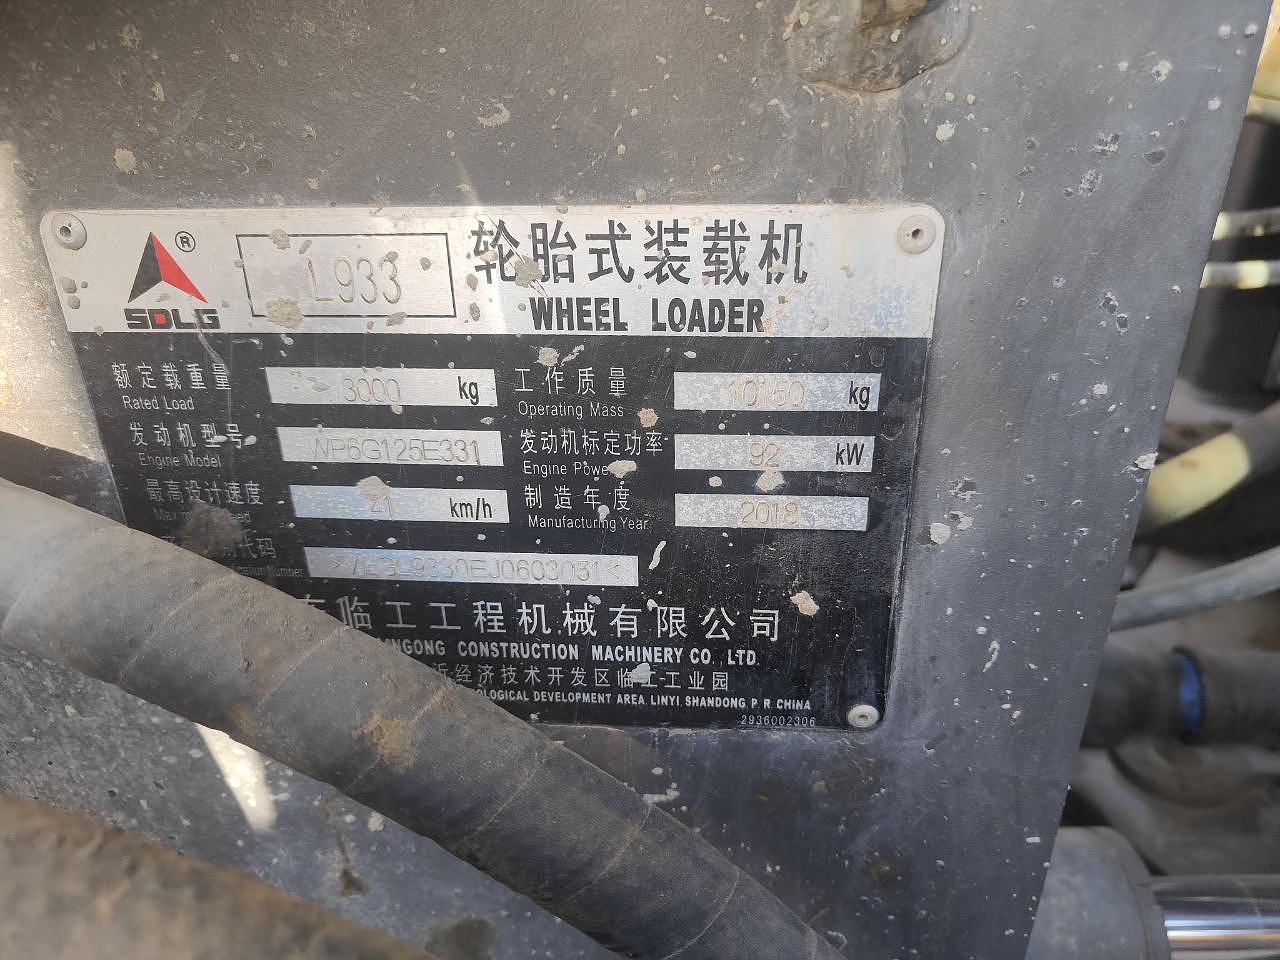 SDLG ®
L933
轮胎式装载机
WHEEL LOADER
额定载重量 3000 kg
Rated Load
工作质量 10150 kg
Operating Mass
发动机型号 WP6G125E331
Engine Model
发动机标定功率 92 kW
Engine Power
最高设计速度 41 km/h
制造年度 2018
Manufacturing Year
代码
Number
临工工程机械有限公司
CONSTRUCTION MACHINERY CO., LTD.
沂经济技术开发区临工工业园
DEVELOPMENT AREA, LINYI, SHANDONG, P. R. CHINA
2936002306